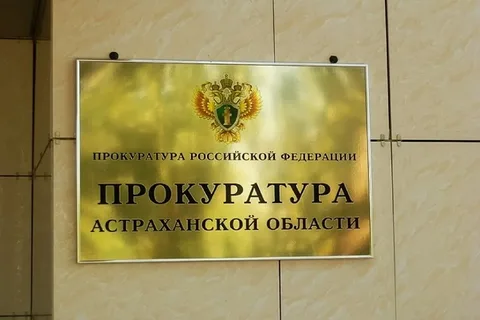 ПРОКУРАТУРА РОССИЙСКОЙ ФЕДЕРАЦИИ
ПРОКУРАТУРА
АСТРАХАНСКОЙ ОБЛАСТИ